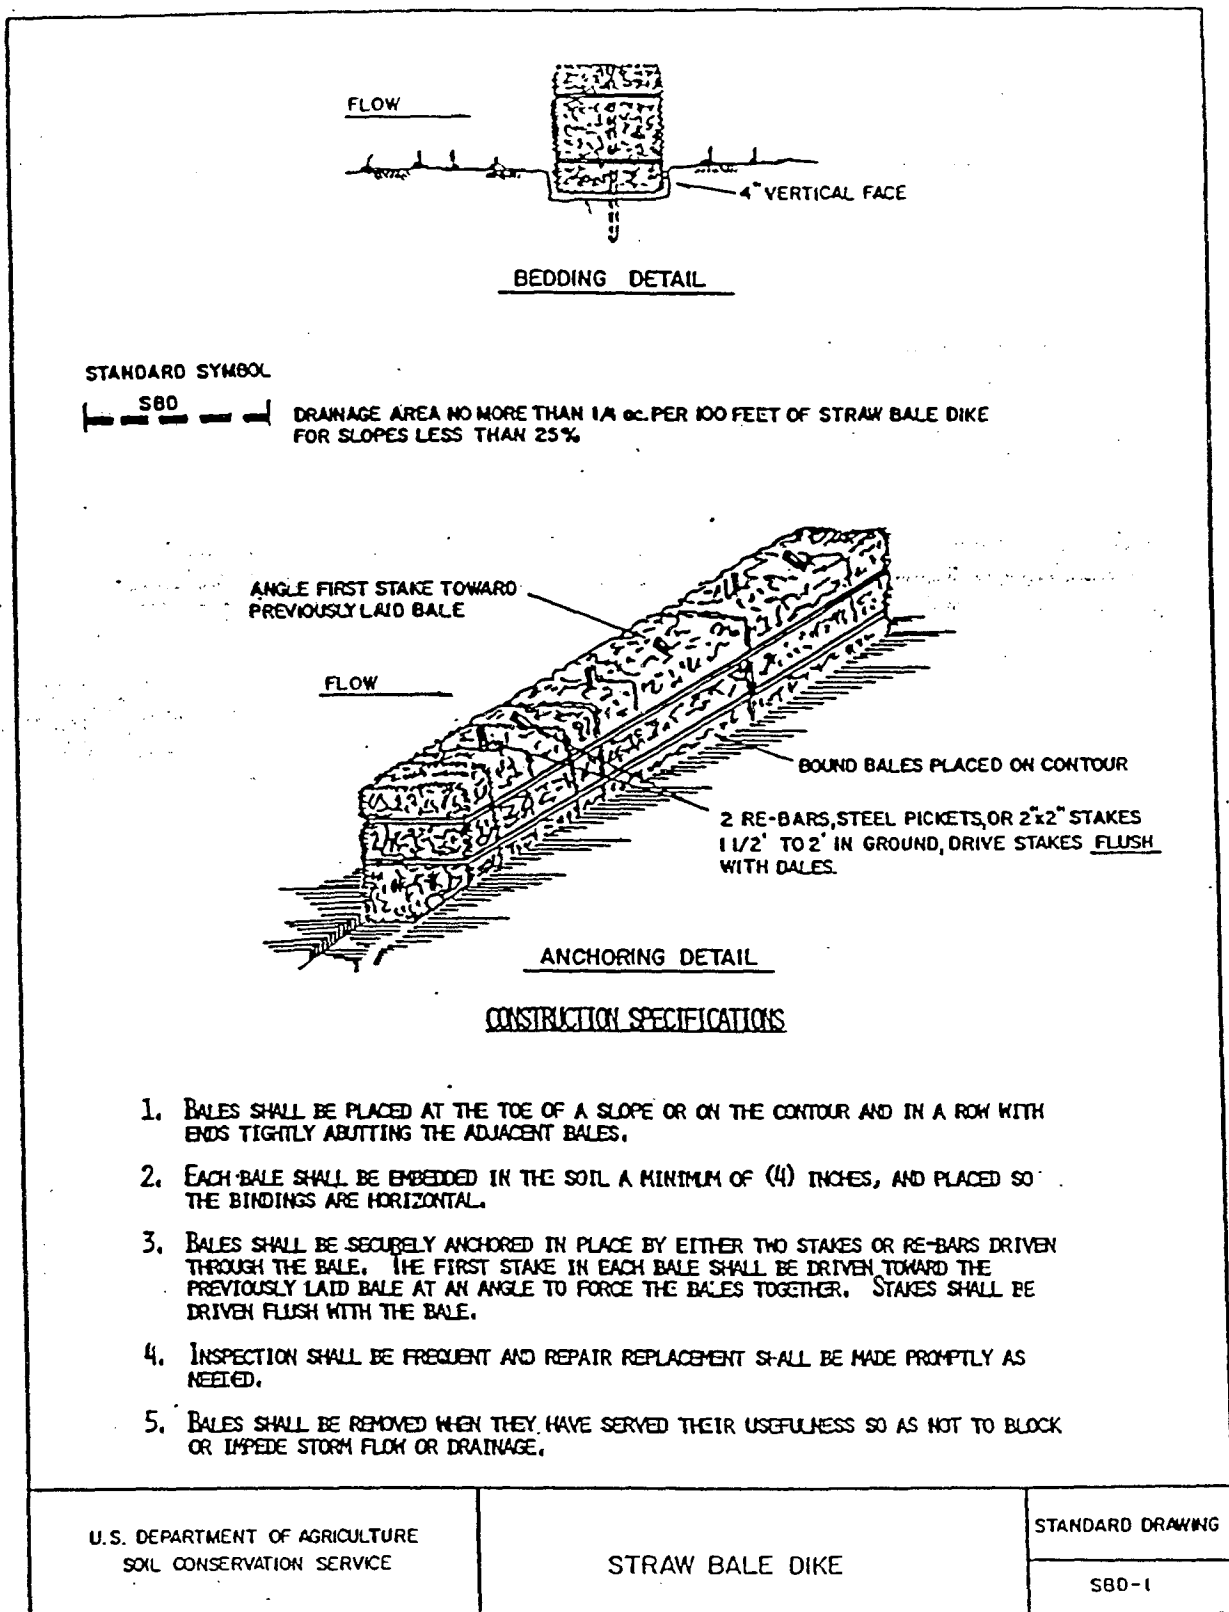 FLOW
4" VERTICAL FACE
BEDDING DETAIL
STANDARD SYMBOL
SBD
DRAINAGE AREA NO MORE THAN 1/4 ac. PER 100 FEET OF STRAW BALE DIKE
FOR SLOPES LESS THAN 25%
ANGLE FIRST STAKE TOWARD
PREVIOUSLY LAID BALE
FLOW
BOUND BALES PLACED ON CONTOUR
2 RE-BARS, STEEL PICKETS, OR 2"x2" STAKES
1 1/2' TO 2' IN GROUND, DRIVE STAKES FLUSH
WITH BALES.
ANCHORING DETAIL
CONSTRUCTION SPECIFICATIONS
1. BALES SHALL BE PLACED AT THE TOE OF A SLOPE OR ON THE CONTOUR AND IN A ROW WITH
ENDS TIGHTLY ABUTTING THE ADJACENT BALES.
2. EACH BALE SHALL BE EMBEDDED IN THE SOIL A MINIMUM OF (4) INCHES, AND PLACED SO
THE BINDINGS ARE HORIZONTAL.
3. BALES SHALL BE SECURELY ANCHORED IN PLACE BY EITHER TWO STAKES OR RE-BARS DRIVEN
THROUGH THE BALE. THE FIRST STAKE IN EACH BALE SHALL BE DRIVEN TOWARD THE
PREVIOUSLY LAID BALE AT AN ANGLE TO FORCE THE BALES TOGETHER. STAKES SHALL BE
DRIVEN FLUSH WITH THE BALE.
4. INSPECTION SHALL BE FREQUENT AND REPAIR REPLACEMENT SHALL BE MADE PROMPTLY AS
NEEDED.
5. BALES SHALL BE REMOVED WHEN THEY HAVE SERVED THEIR USEFULNESS SO AS NOT TO BLOCK
OR IMPEDE STORM FLOW OR DRAINAGE.
U.S. DEPARTMENT OF AGRICULTURE
SOIL CONSERVATION SERVICE
STRAW BALE DIKE
STANDARD DRAWING
SBD-1